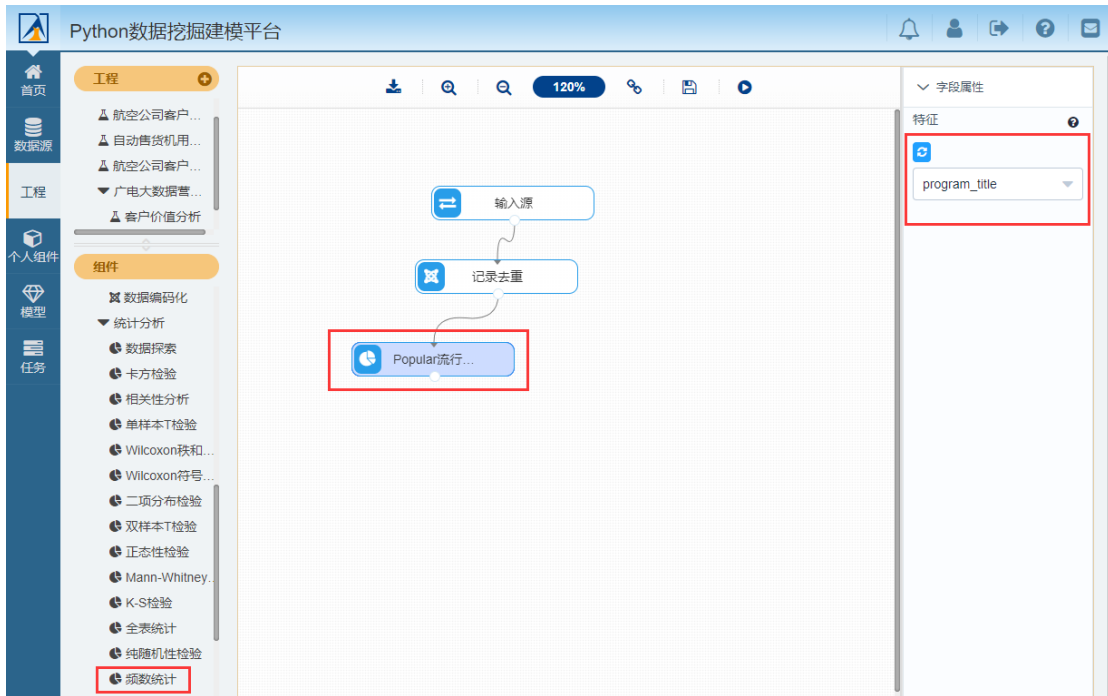 Python数据挖掘建模平台
首页
数据源
工程
个人组件
模型
任务
工程
航空公司客户...
自动售货机用...
航空公司客户...
广电大数据营...
客户价值分析
组件
数据编码化
统计分析
数据探索
卡方检验
相关性分析
单样本T检验
Wilcoxon秩和...
Wilcoxon符号...
二项分布检验
双样本T检验
正态性检验
Mann-Whitney...
K-S检验
全表统计
纯随机性检验
频数统计
120%
输入源
记录去重
Popular流行...
字段属性
特征
program_title